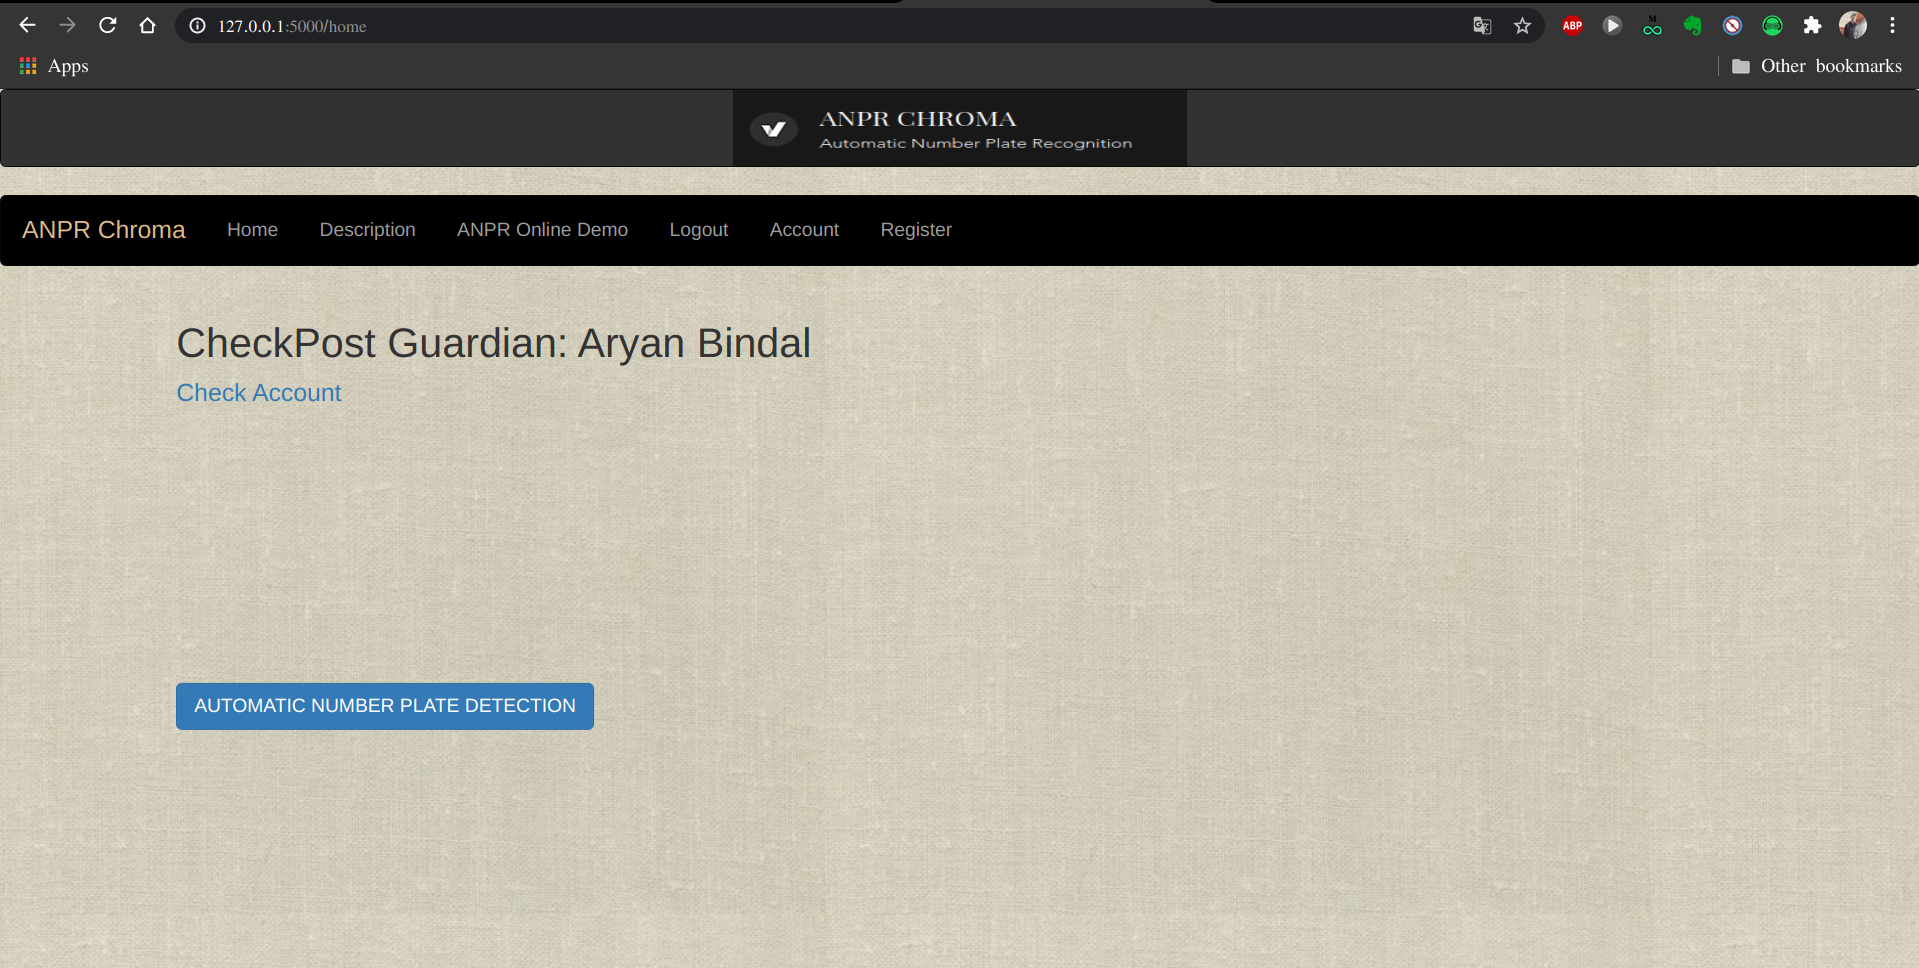 127.0.0.1:5000/home
ABP
M
Apps
Other bookmarks
ANPR CHROMA
Automatic Number Plate Recognition
ANPR Chroma Home Description ANPR Online Demo Logout Account Register
CheckPost Guardian: Aryan Bindal
Check Account
AUTOMATIC NUMBER PLATE DETECTION